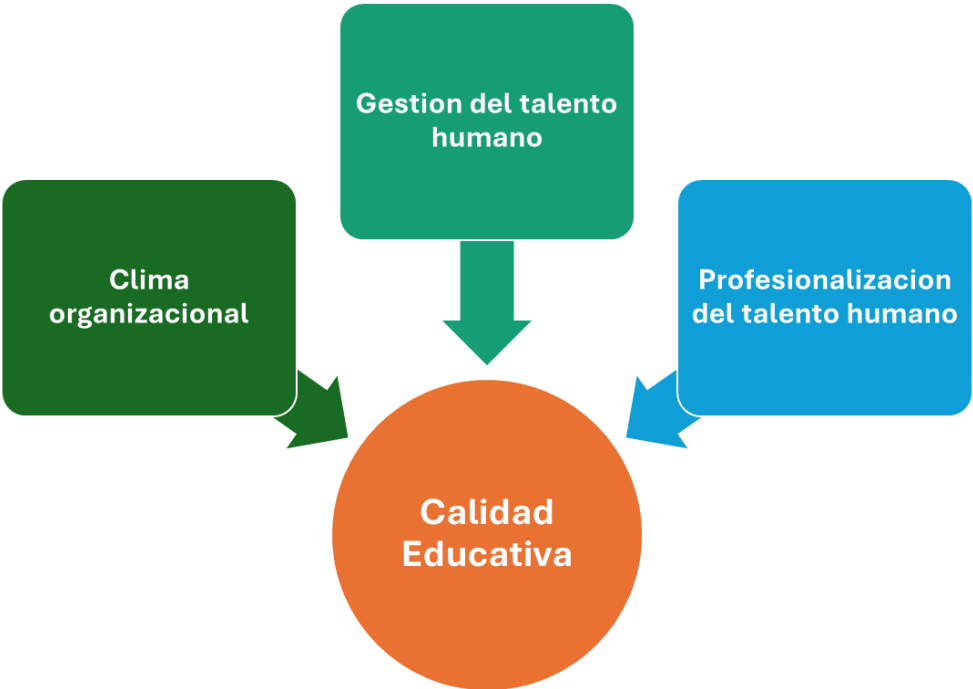 Gestion del talento
humano
Clima
organizacional
Profesionalizacion
del talento humano
Calidad
Educativa